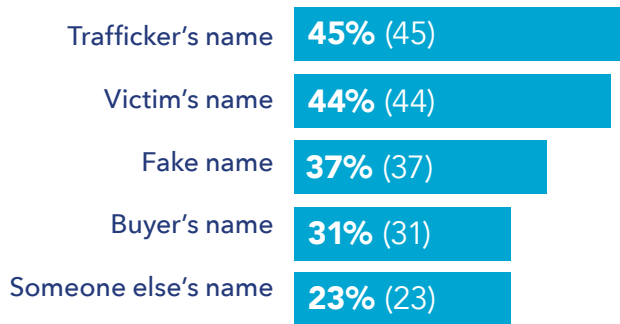 Trafficker’s name 45% (45)
Victim’s name 44% (44)
Fake name 37% (37)
Buyer’s name 31% (31)
Someone else’s name 23% (23)